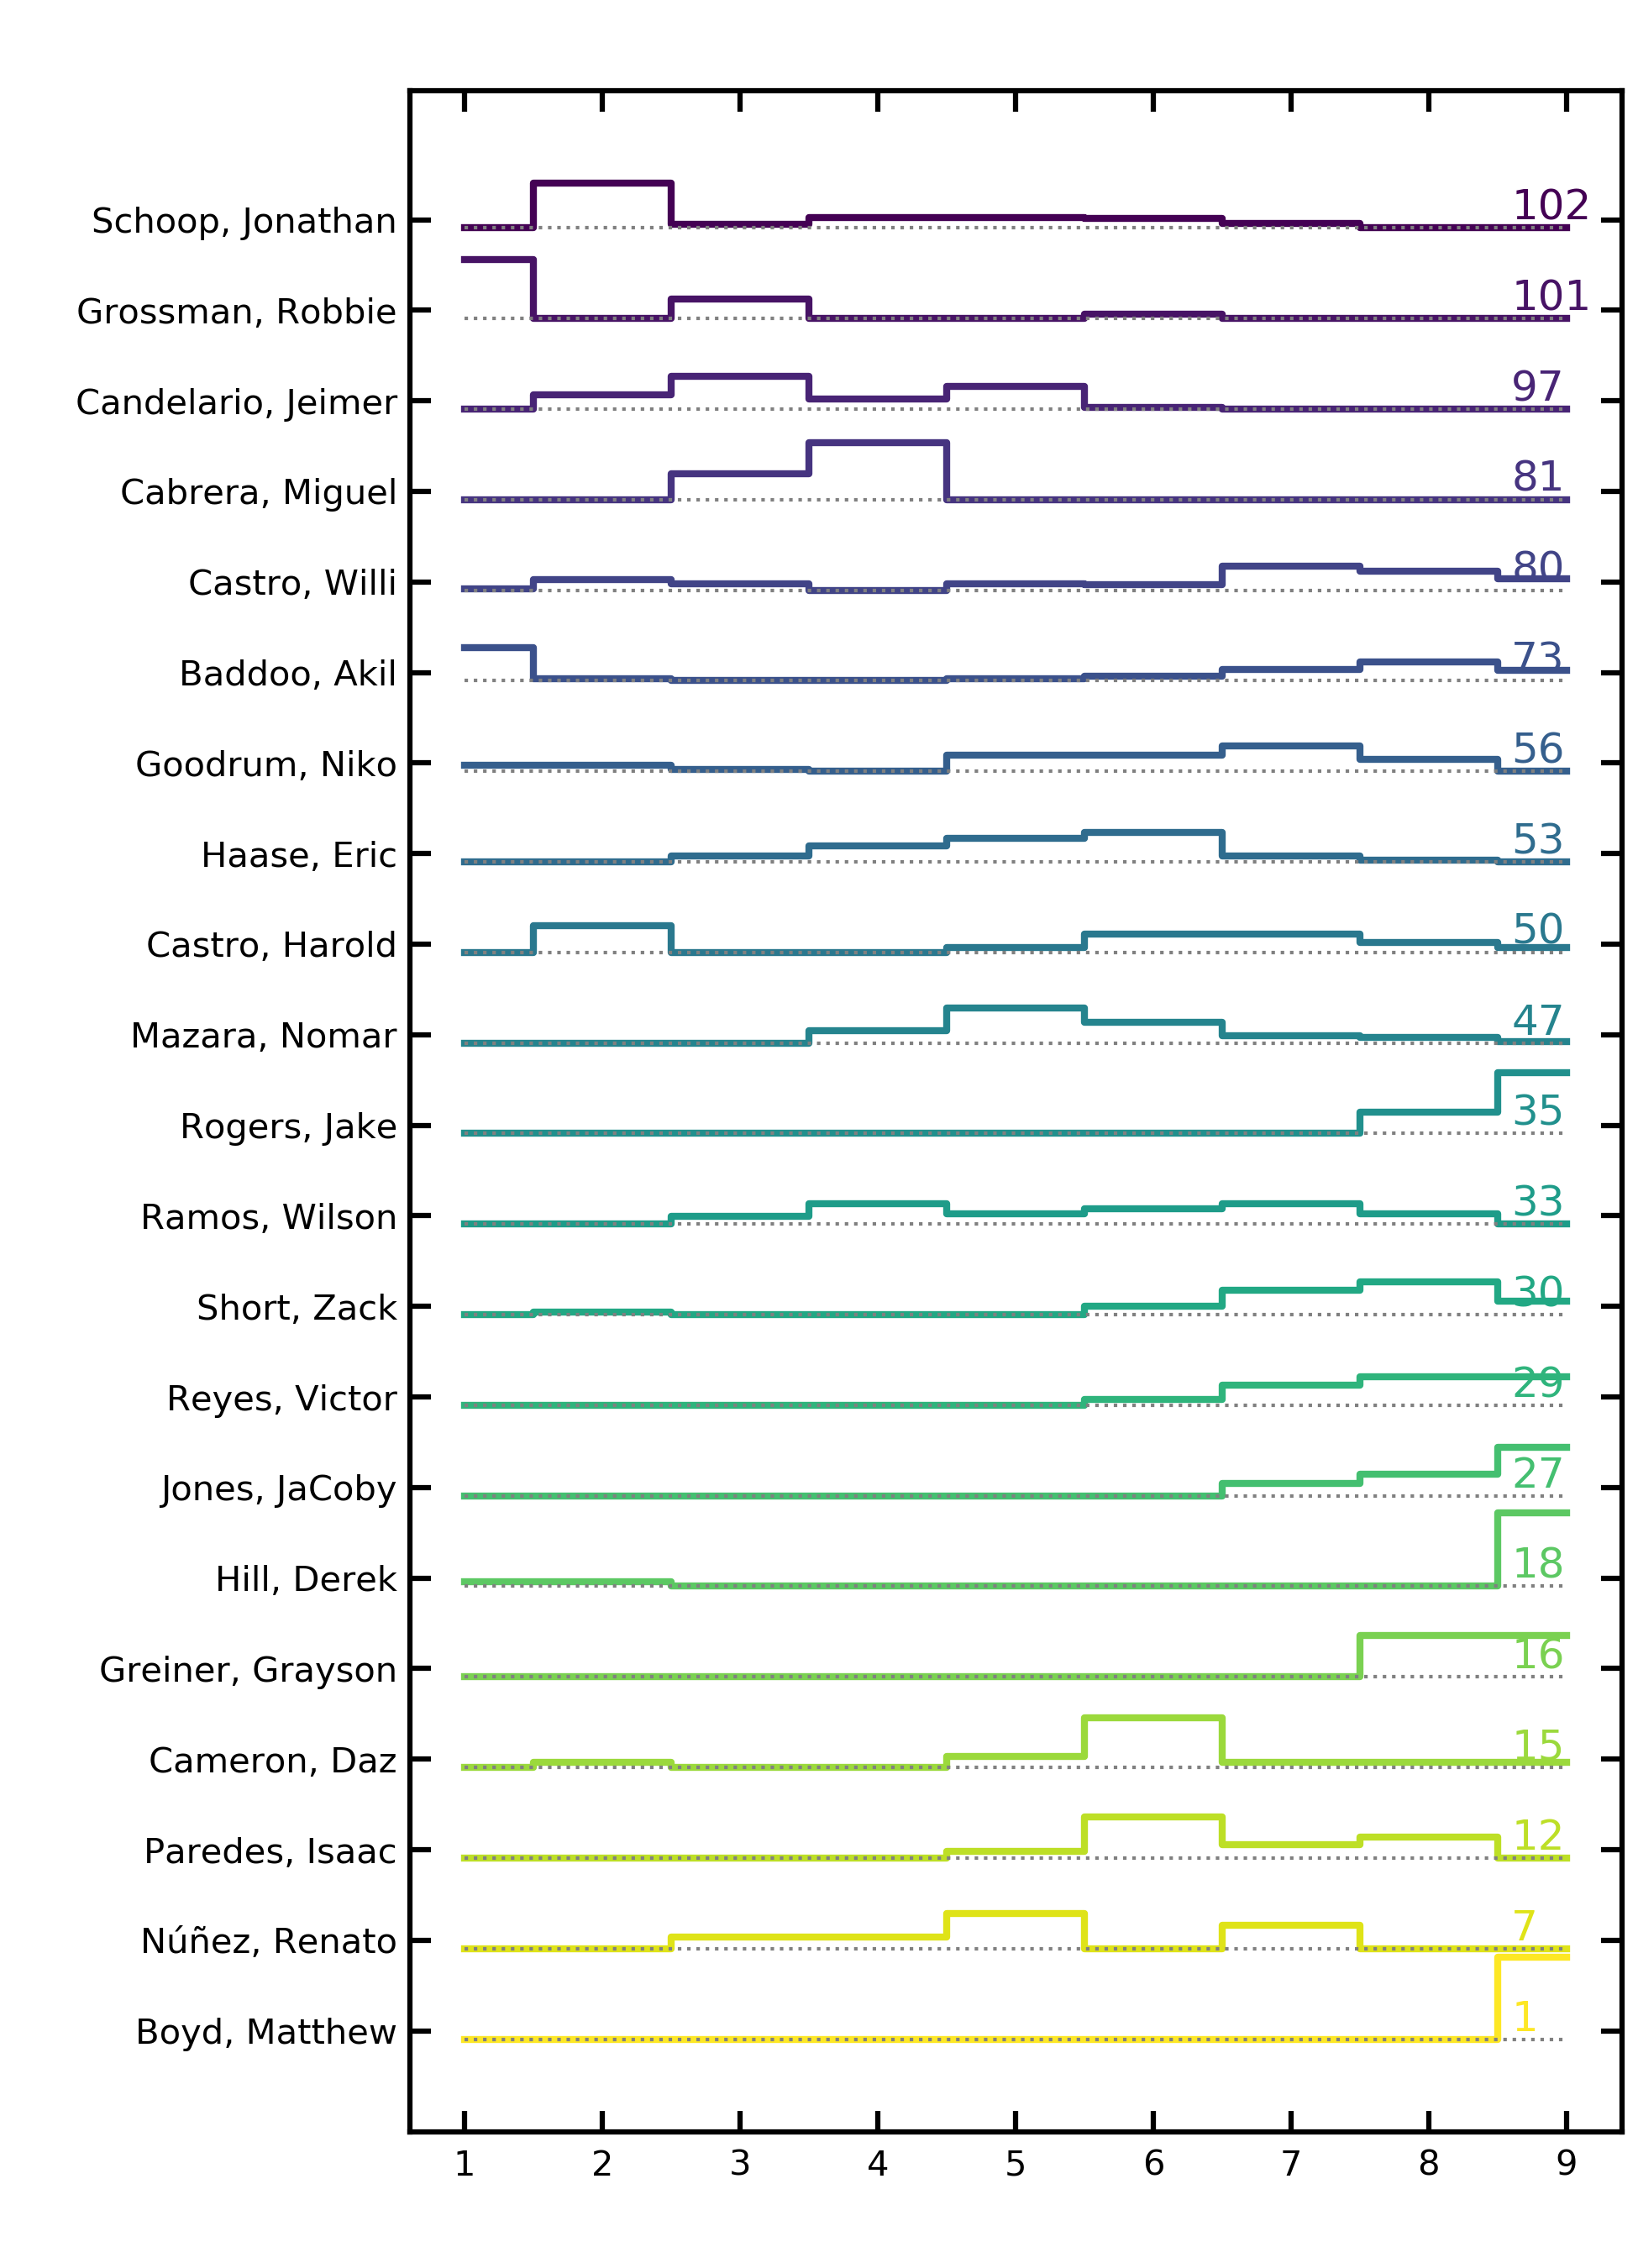 Schoop, Jonathan 102
Grossman, Robbie 101
Candelario, Jeimer 97
Cabrera, Miguel 81
Castro, Willi 80
Baddoo, Akil 73
Goodrum, Niko 56
Haase, Eric 53
Castro, Harold 50
Mazara, Nomar 47
Rogers, Jake 35
Ramos, Wilson 33
Short, Zack 30
Reyes, Victor 29
Jones, JaCoby 27
Hill, Derek 18
Greiner, Grayson 16
Cameron, Daz 15
Paredes, Isaac 12
Núñez, Renato 7
Boyd, Matthew 1
1 2 3 4 5 6 7 8 9